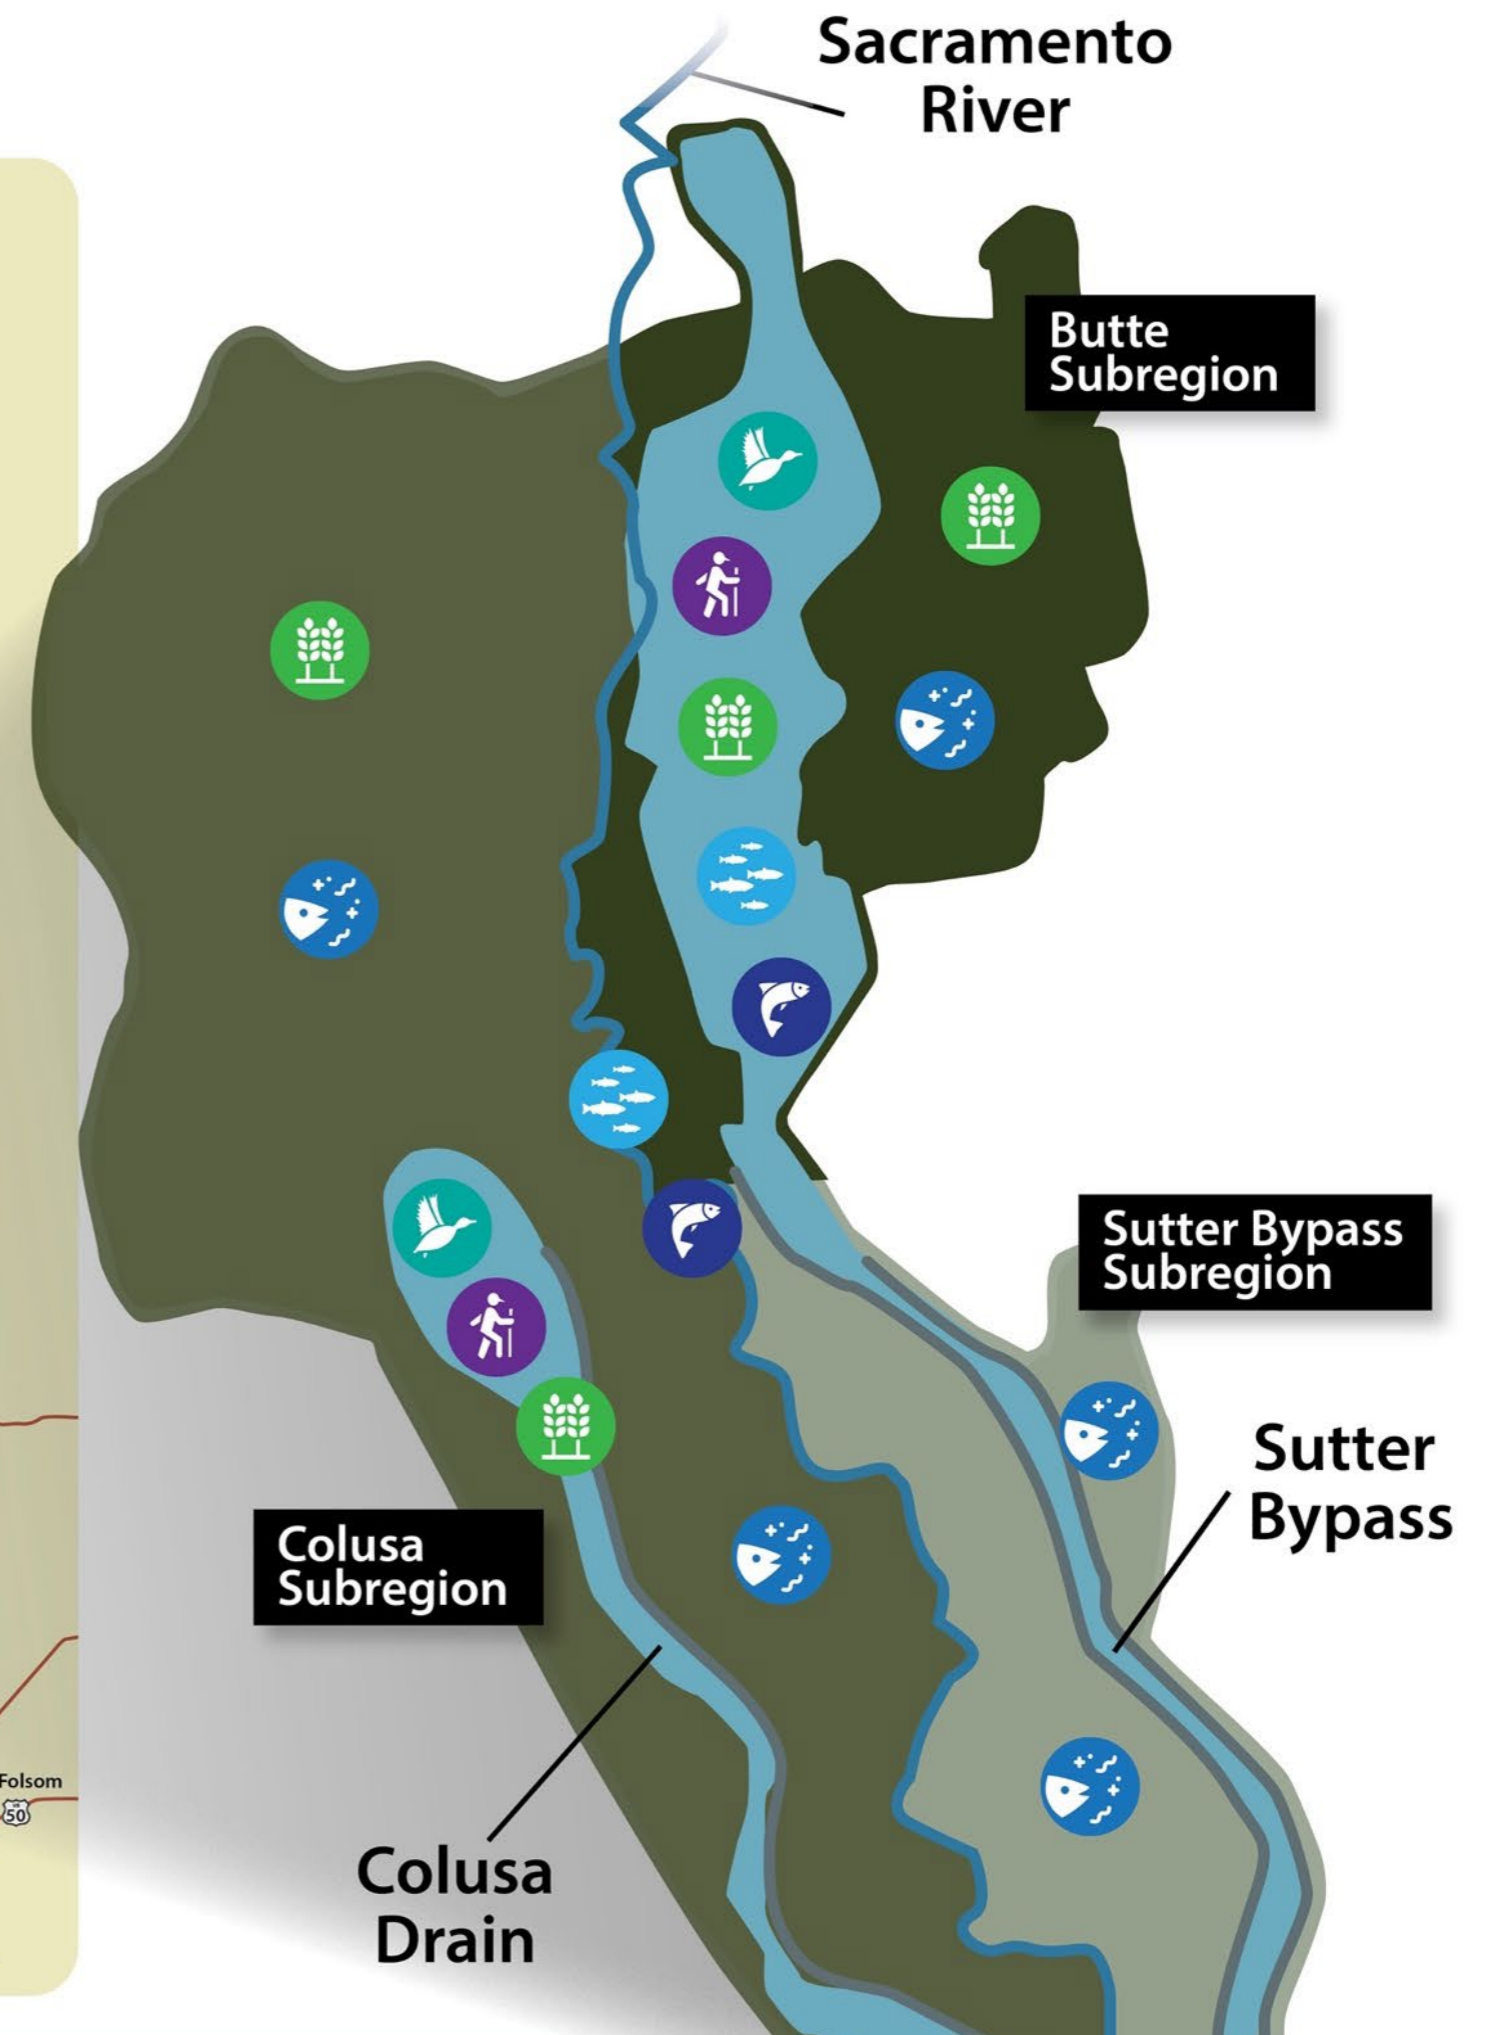 Sacramento
River
Butte
Subregion
Sutter Bypass
Subregion
Sutter
Bypass
Colusa
Subregion
Folsom
50
Colusa
Drain